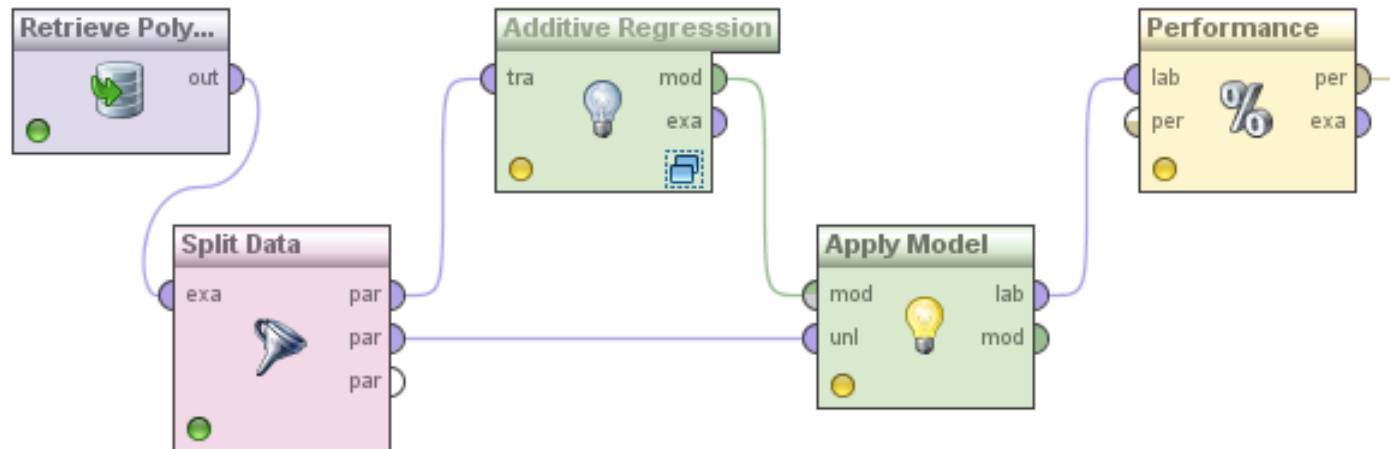 Retrieve Poly...
out
Additive Regression
tra
mod
exa
Performance
lab
per
per
exa
%
Split Data
exa
par
par
par
Apply Model
mod
lab
unl
mod